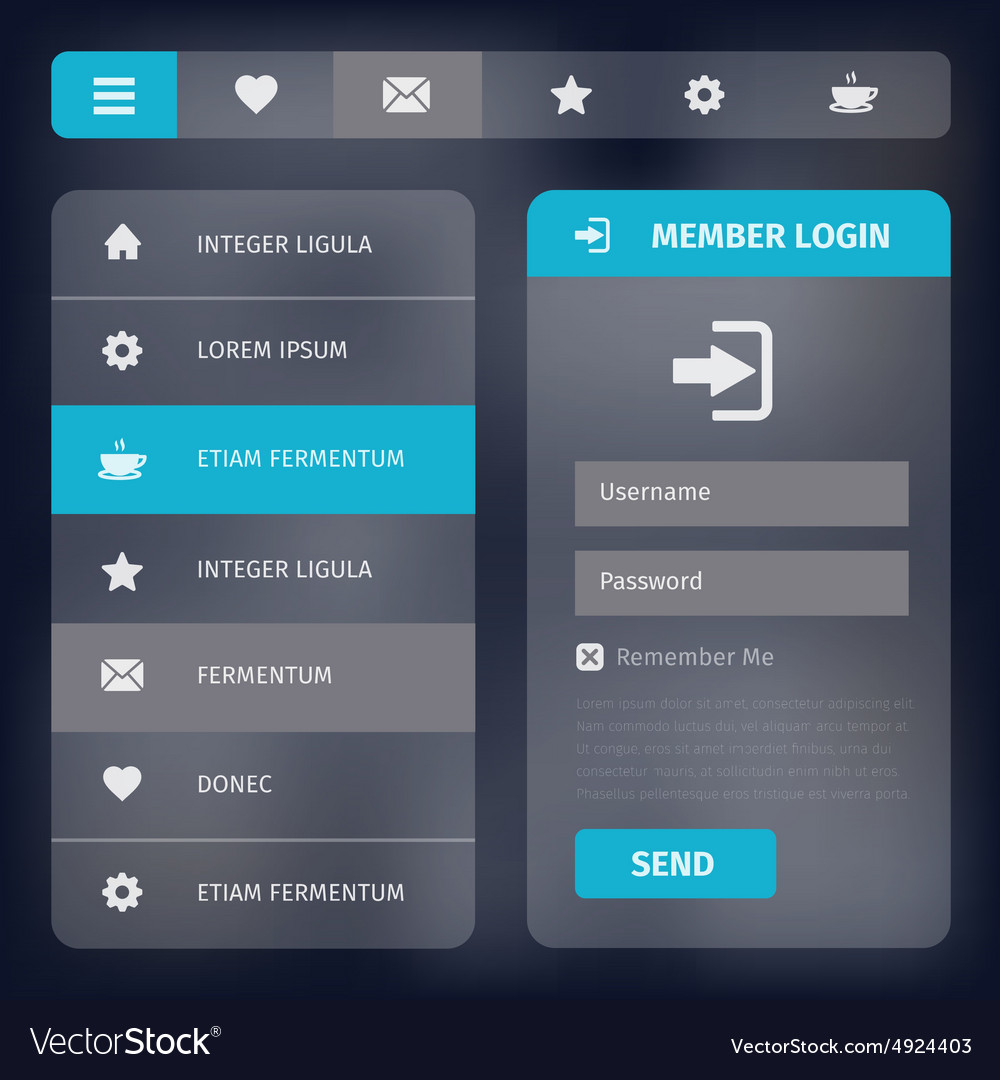 INTEGER LIGULA
LOREM IPSUM
ETIAM FERMENTUM
INTEGER LIGULA
FERMENTUM
DONEC
ETIAM FERMENTUM
MEMBER LOGIN
Username
Password
Remember Me
Lorem ipsum dolor sit amet, consectetur adipiscing elit.
Nam commodo luctus dui, vel aliquam arcu tempor at.
Ut congue, eros sit amet imperdiet finibus, urna dui
consectetur mauris, at sollicitudin enim nibh ut eros.
Phasellus pellentesque eros tristique est viverra porta.
SEND
VectorStock®
VectorStock.com/4924403